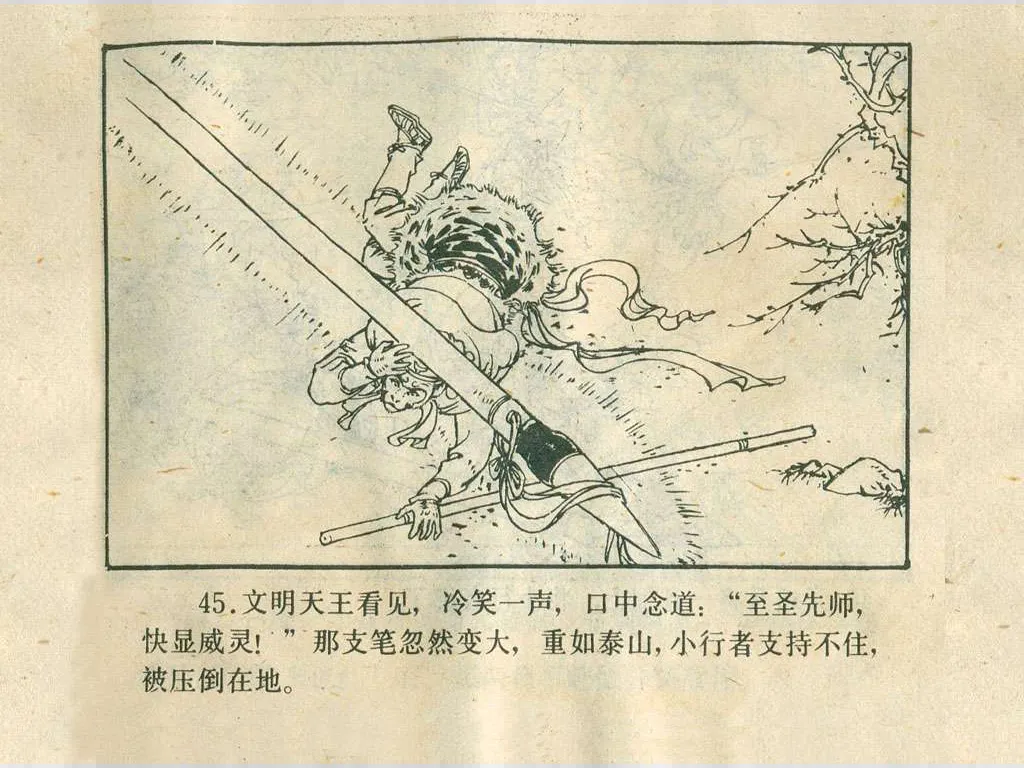 45.文明天王看见，冷笑一声，口中念道：“至圣先师，
快显威灵！”那支笔忽然变大，重如泰山，小行者支持不住，
被压倒在地。